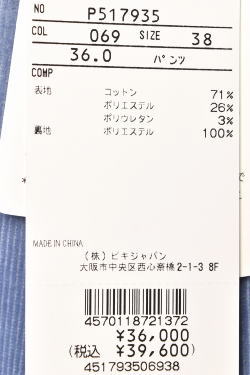 NO P517935
COL 069 SIZE 38
36.0 パンツ
COMP
表地 コットン 71%
ポリエステル 26%
ポリウレタン 3%
裏地 ポリエステル 100%
MADE IN CHINA
(株)ビキジャパン
大阪市中央区西心斎橋2-1-3 8F
4570118721372
¥36,000
(税込 ¥39,600)
451793506938